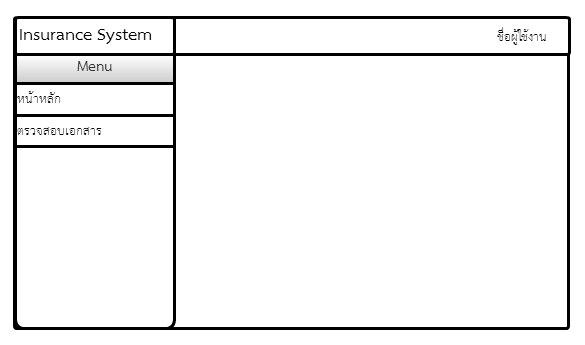 Insurance System
ชื่อผู้ใช้งาน
Menu
หน้าหลัก
ตรวจสอบเอกสาร